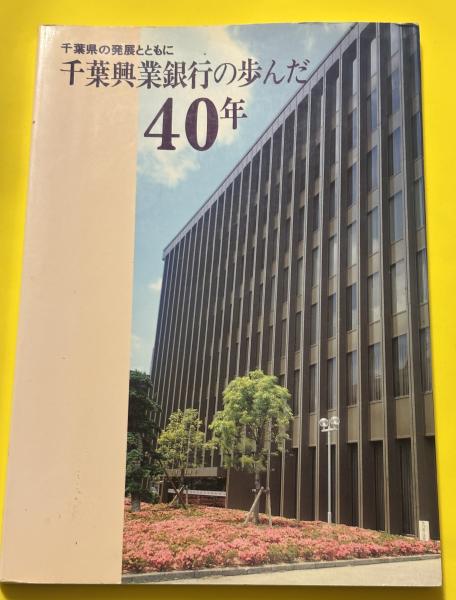 千葉県の発展とともに
千葉興業銀行の歩んだ
40年